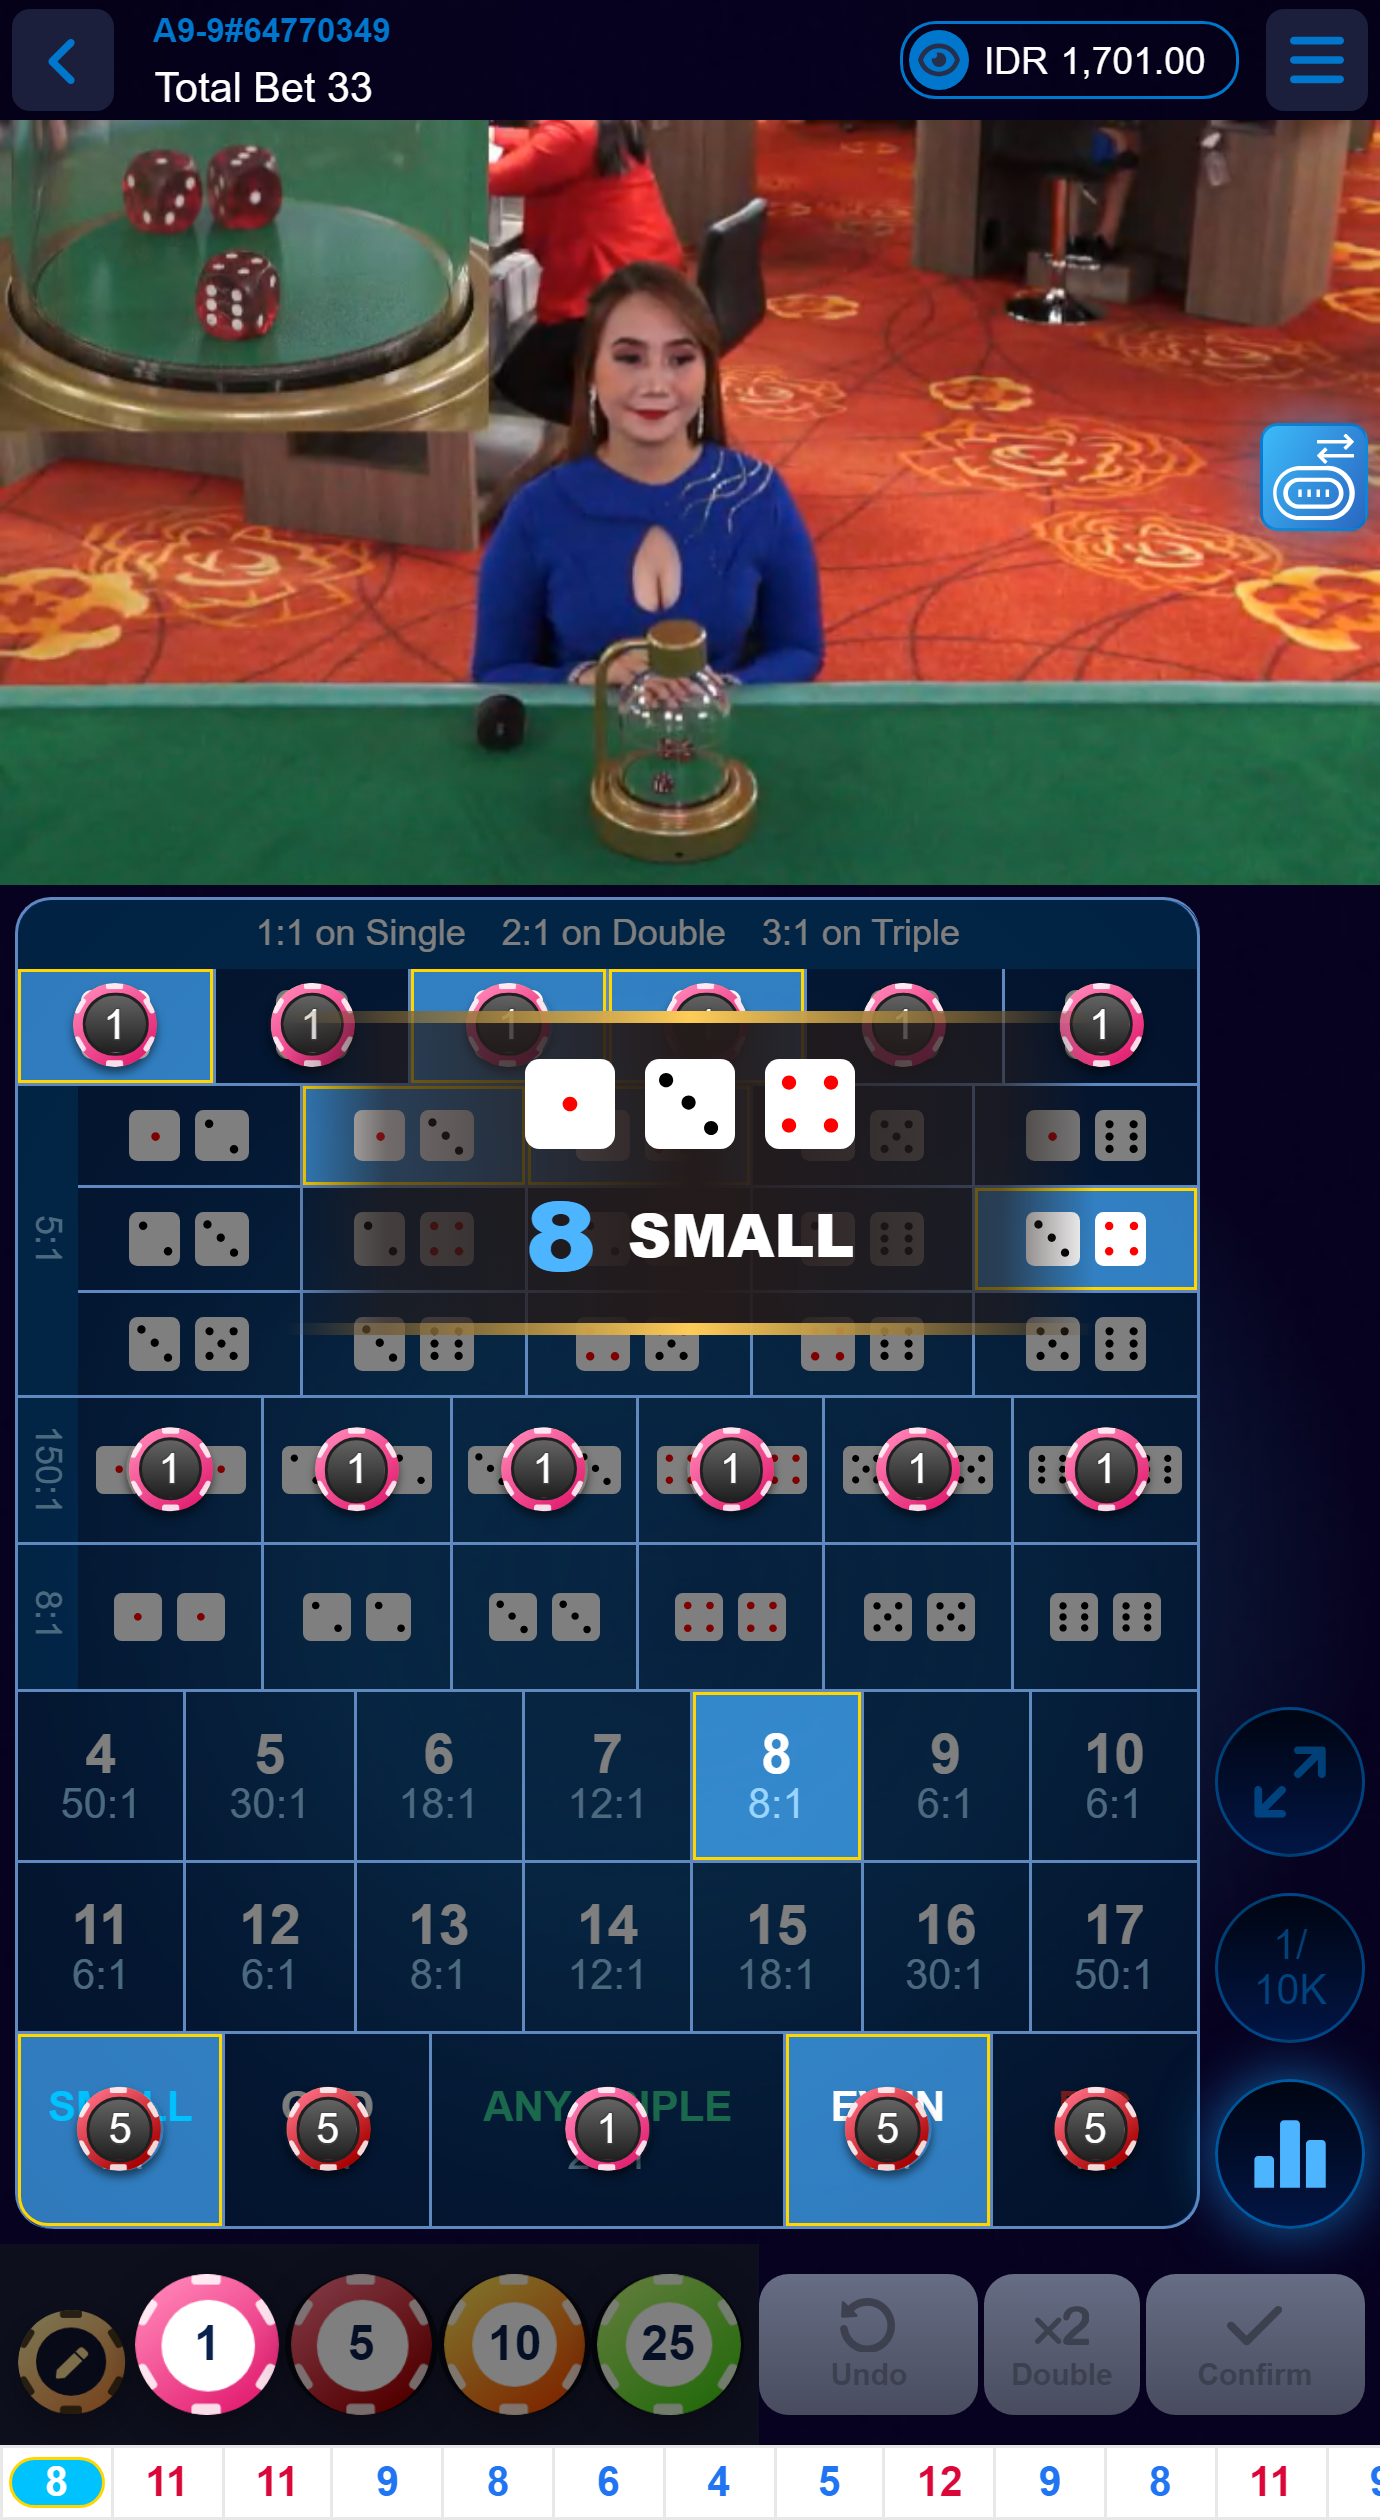 A9-9#64770349
Total Bet 33
IDR 1,701.00
1:1 on Single 2:1 on Double 3:1 on Triple
1 1 1 1 1 1
8 SMALL
5:1
150:1
1 1 1 1 1 1
8:1
4 5 6 7 8 9 10
50:1 30:1 18:1 12:1 8:1 6:1 6:1
11 12 13 14 15 16 17
6:1 6:1 8:1 12:1 18:1 30:1 50:1
1/
10K
5 5 ANY 1 5 5
1 5 10 25
Undo
x2
Double
Confirm
8 11 11 9 8 6 4 5 12 9 8 11